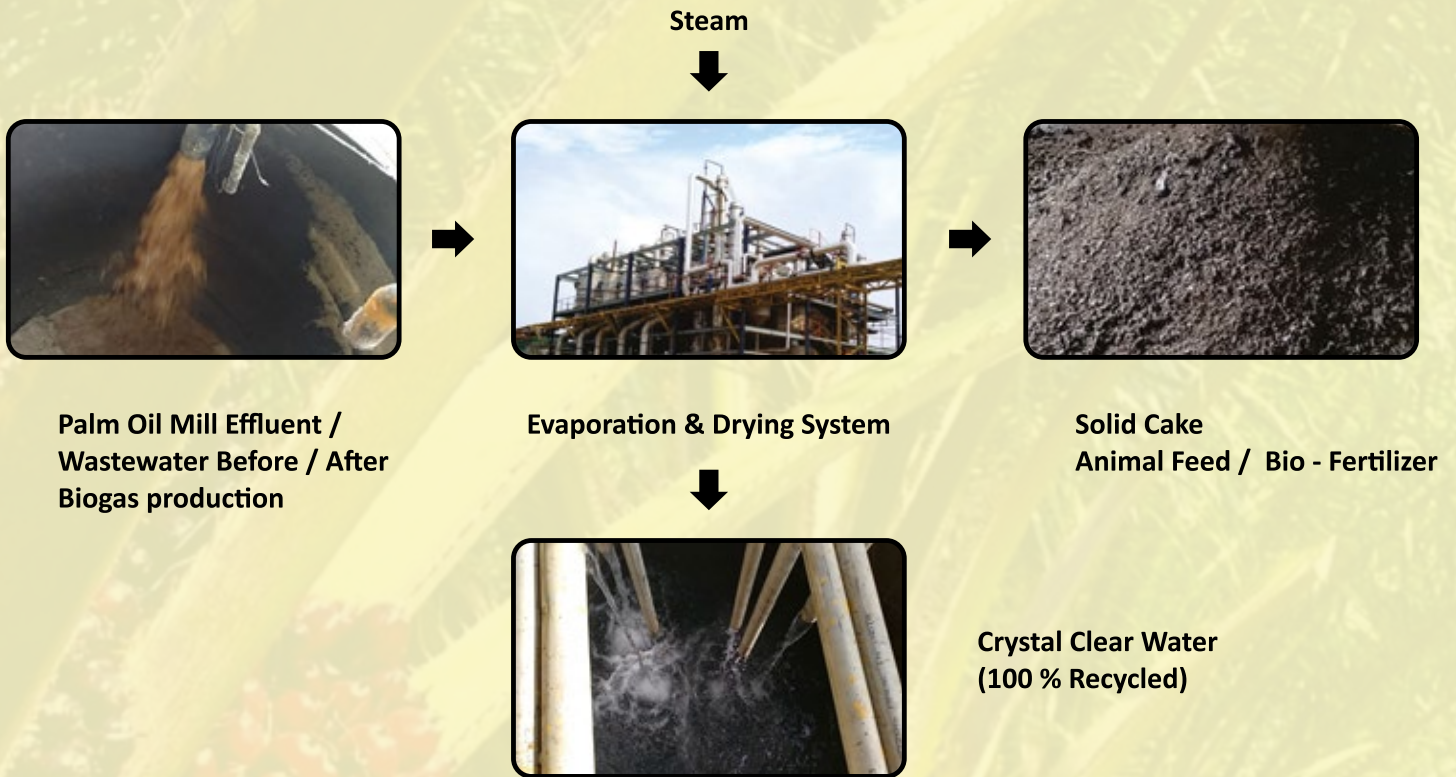 Steam
Palm Oil Mill Effluent /
Wastewater Before / After
Biogas production
Evaporation & Drying System
Solid Cake
Animal Feed /  Bio - Fertilizer
Crystal Clear Water
(100 % Recycled)